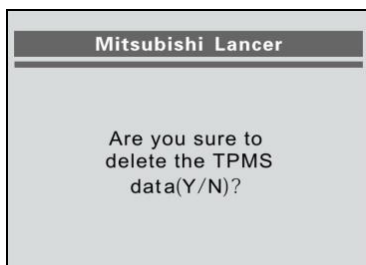 Mitsubishi Lancer
Are you sure to
delete the TPMS
data(Y/N)?